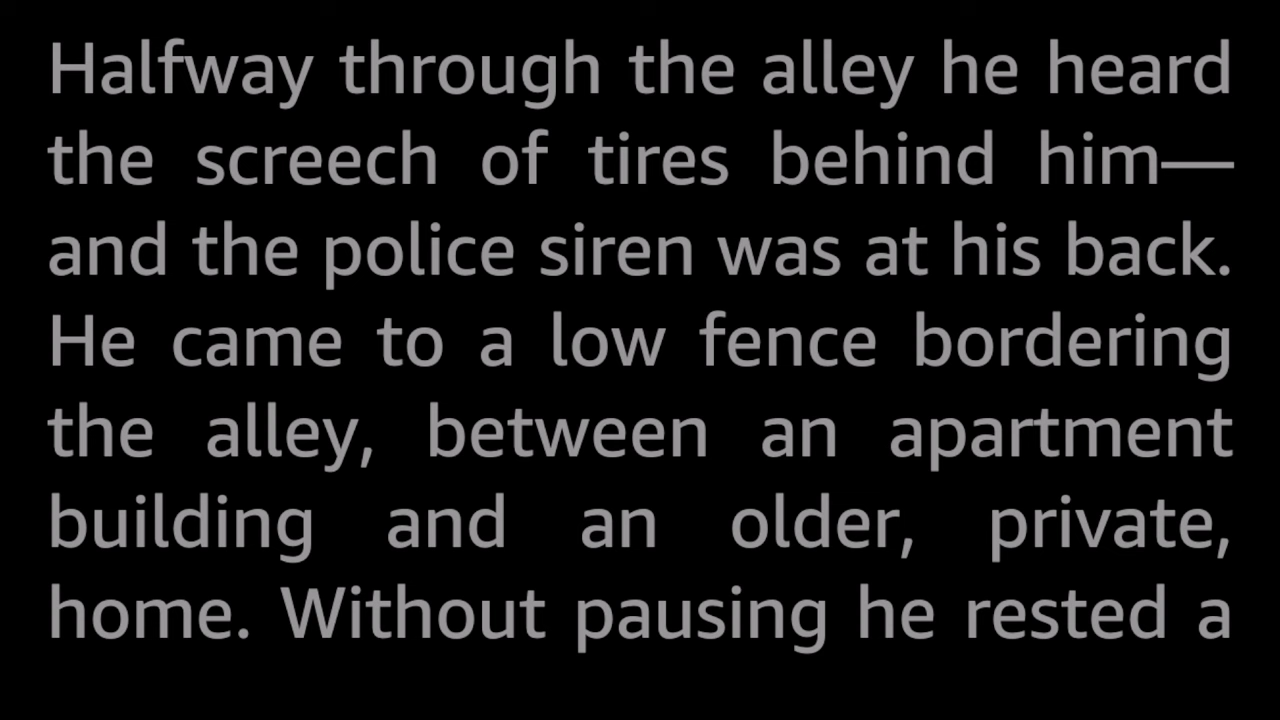 Halfway through the alley he heard
the screech of tires behind him—
and the police siren was at his back.
He came to a low fence bordering
the alley, between an apartment
building and an older, private,
home. Without pausing he rested a